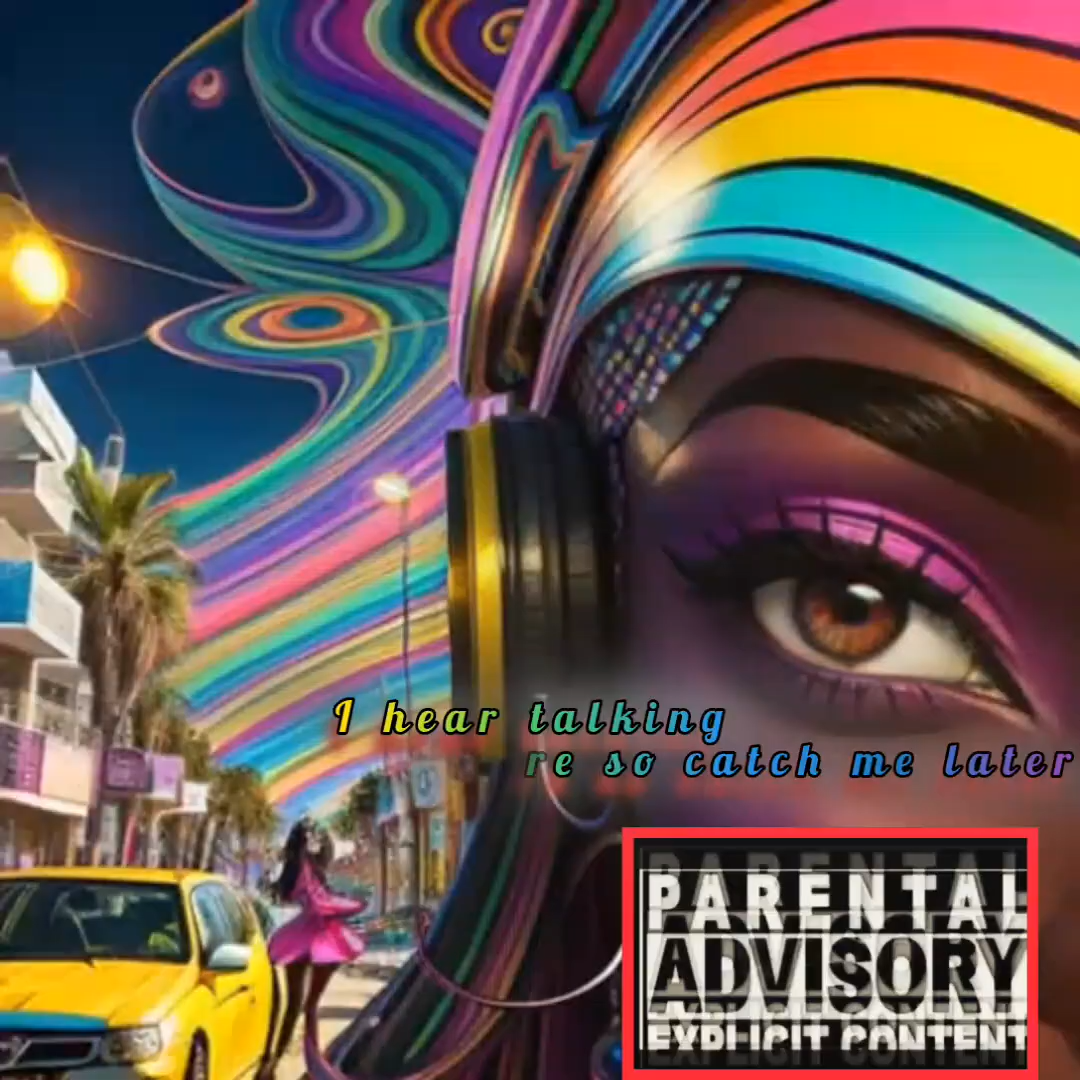 I hear talking
re so catch me later
PARENTAL
ADVISORY
EXPLICIT CONTENT